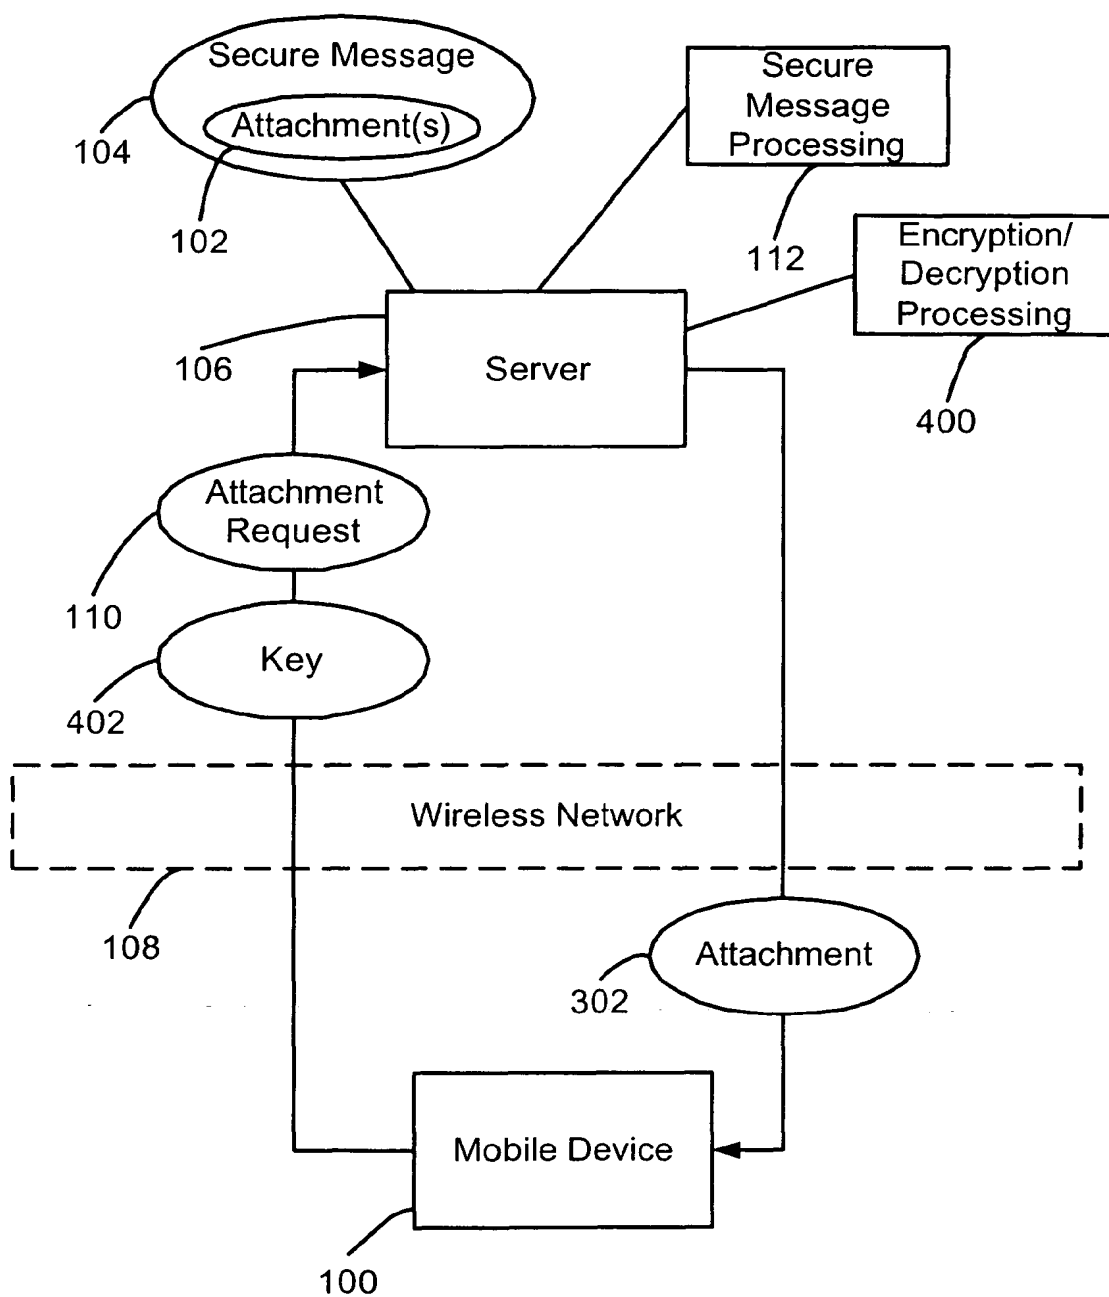 Secure Message
Attachment(s)
104
102
Secure
Message
Processing
112
Encryption/
Decryption
Processing
400
106
Server
Attachment
Request
110
Key
402
Wireless Network
108
Attachment
302
Mobile Device
100